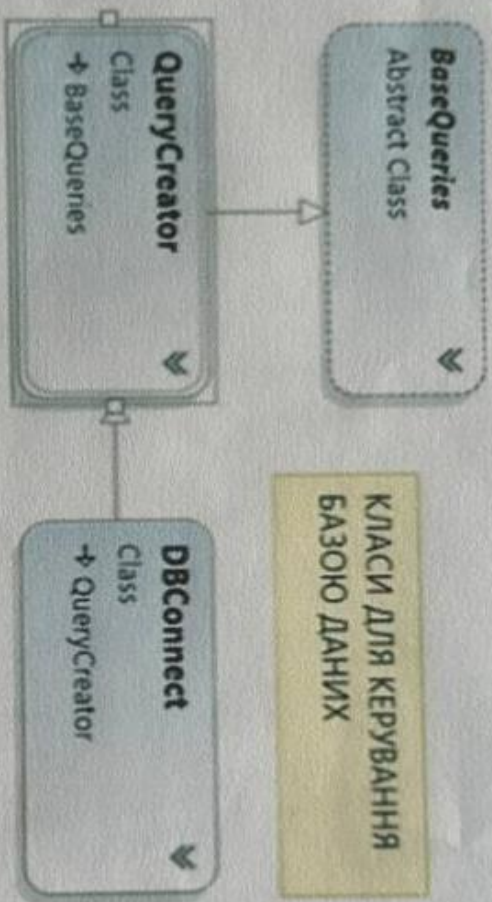 BaseQueries
Abstract Class
КЛАСИ ДЛЯ КЕРУВАННЯ
БАЗОЮ ДАНИХ
QueryCreator
Class
BaseQueries
DBConnect
Class
QueryCreator